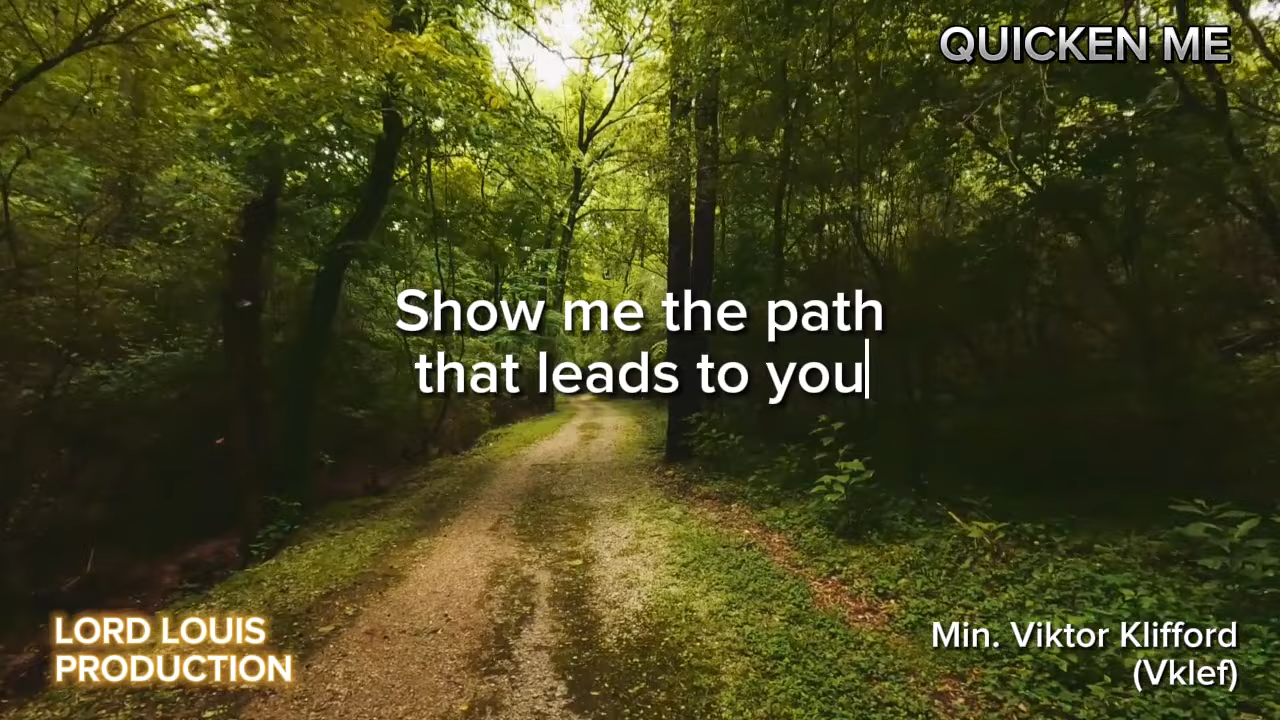 QUICKEN ME
Show me the path
that leads to you
LORD LOUIS
PRODUCTION
Min. Viktor Klifford
(Vklef)